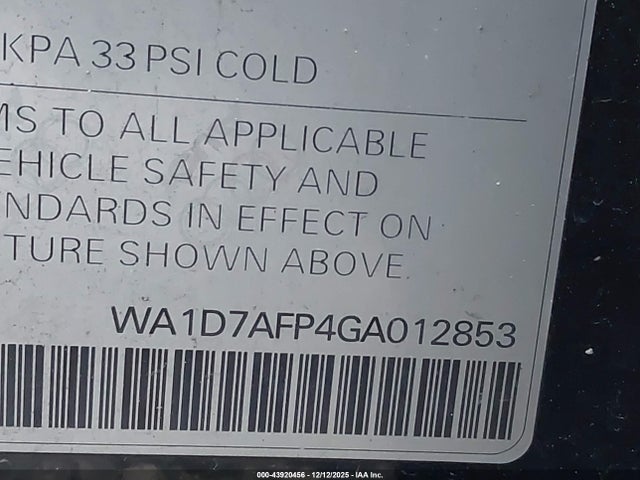 KPA 33 PSI COLD
MS TO ALL APPLICABLE
EHICLE SAFETY AND
NDARDS IN EFFECT ON
TURE SHOWN ABOVE.
WA1D7AFP4GA012853
000-43920456 - 12/12/2025 - © IAA Inc.